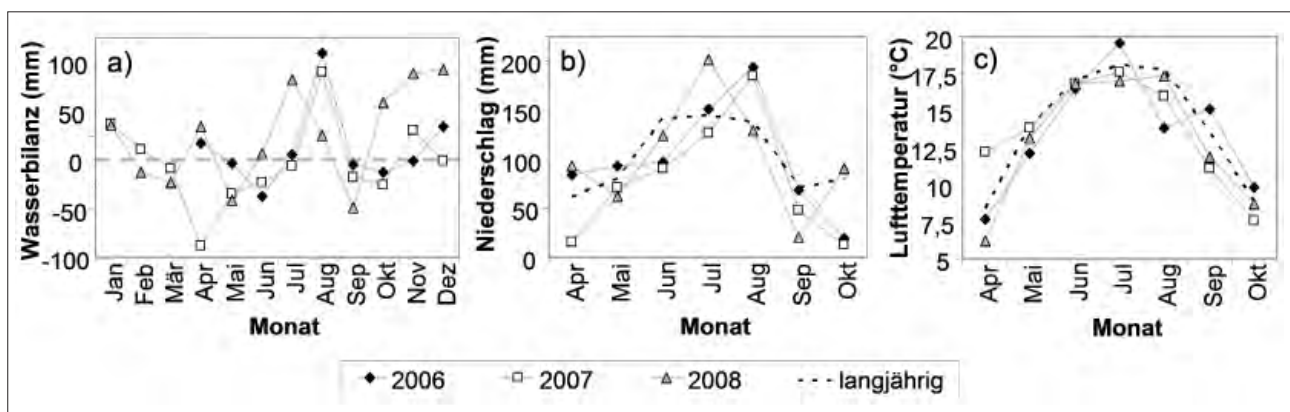 a)
Wasserbilanz (mm)
100
50
0
-50
-100
Jan
Feb
Mär
Apr
Mai
Jun
Jul
Aug
Sep
Okt
Nov
Dez
Monat
b)
Niederschlag (mm)
200
150
100
50
0
Apr
Mai
Jun
Jul
Aug
Sep
Okt
Monat
c)
Lufttemperatur (°C)
20
17,5
15
12,5
10
7,5
5
Apr
Mai
Jun
Jul
Aug
Sep
Okt
Monat
2006 2007 2008 langjährig